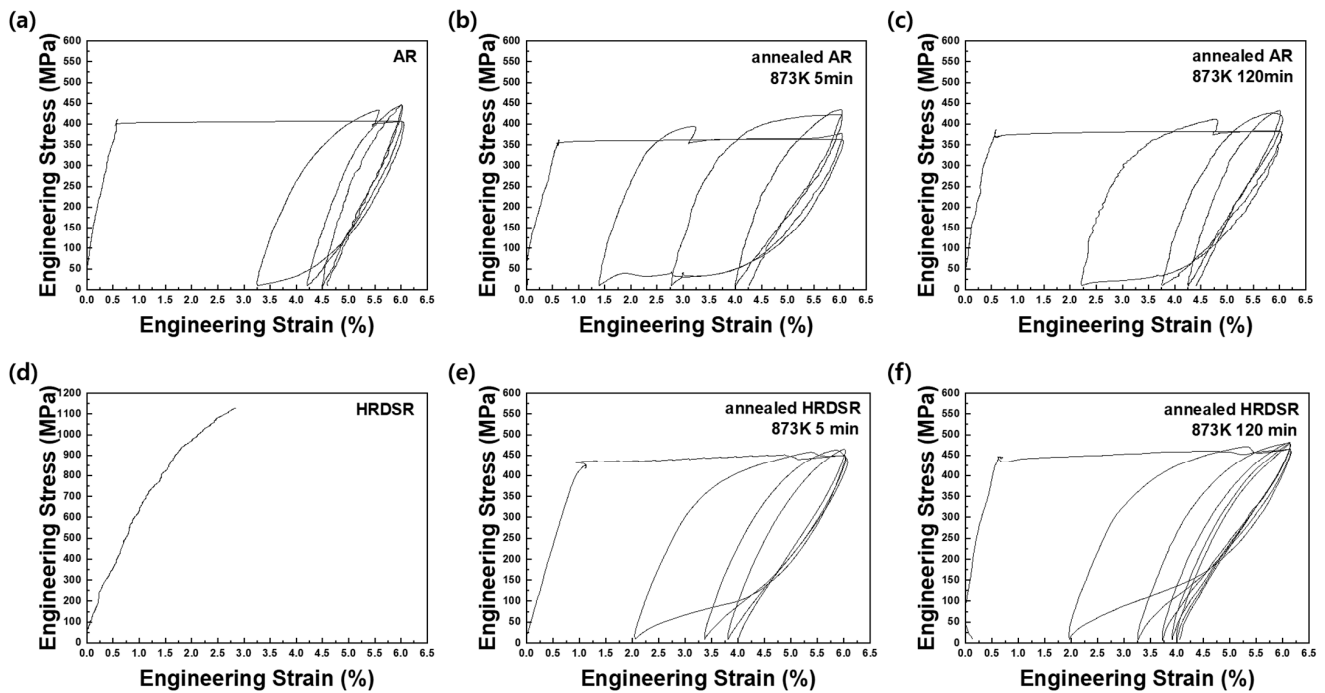 (a)
Engineering Stress (MPa)
600
550
500
450
400
350
300
250
200
150
100
50
0
AR
0.0 0.5 1.0 1.5 2.0 2.5 3.0 3.5 4.0 4.5 5.0 5.5 6.0 6.5
Engineering Strain (%)
(b)
Engineering Stress (MPa)
600
550
500
450
400
350
300
250
200
150
100
50
0
annealed AR
873K 5min
0.0 0.5 1.0 1.5 2.0 2.5 3.0 3.5 4.0 4.5 5.0 5.5 6.0 6.5
Engineering Strain (%)
(c)
Engineering Stress (MPa)
600
550
500
450
400
350
300
250
200
150
100
50
0
annealed AR
873K 120min
0.0 0.5 1.0 1.5 2.0 2.5 3.0 3.5 4.0 4.5 5.0 5.5 6.0 6.5
Engineering Strain (%)
(d)
Engineering Stress (MPa)
1200
1100
1000
900
800
700
600
500
400
300
200
100
0
HRDSR
0.0 0.5 1.0 1.5 2.0 2.5 3.0 3.5 4.0 4.5 5.0 5.5 6.0 6.5
Engineering Strain (%)
(e)
Engineering Stress (MPa)
600
550
500
450
400
350
300
250
200
150
100
50
0
annealed HRDSR
873K 5 min
0.0 0.5 1.0 1.5 2.0 2.5 3.0 3.5 4.0 4.5 5.0 5.5 6.0 6.5
Engineering Strain (%)
(f)
Engineering Stress (MPa)
600
550
500
450
400
350
300
250
200
150
100
50
0
annealed HRDSR
873K 120 min
0.0 0.5 1.0 1.5 2.0 2.5 3.0 3.5 4.0 4.5 5.0 5.5 6.0 6.5
Engineering Strain (%)